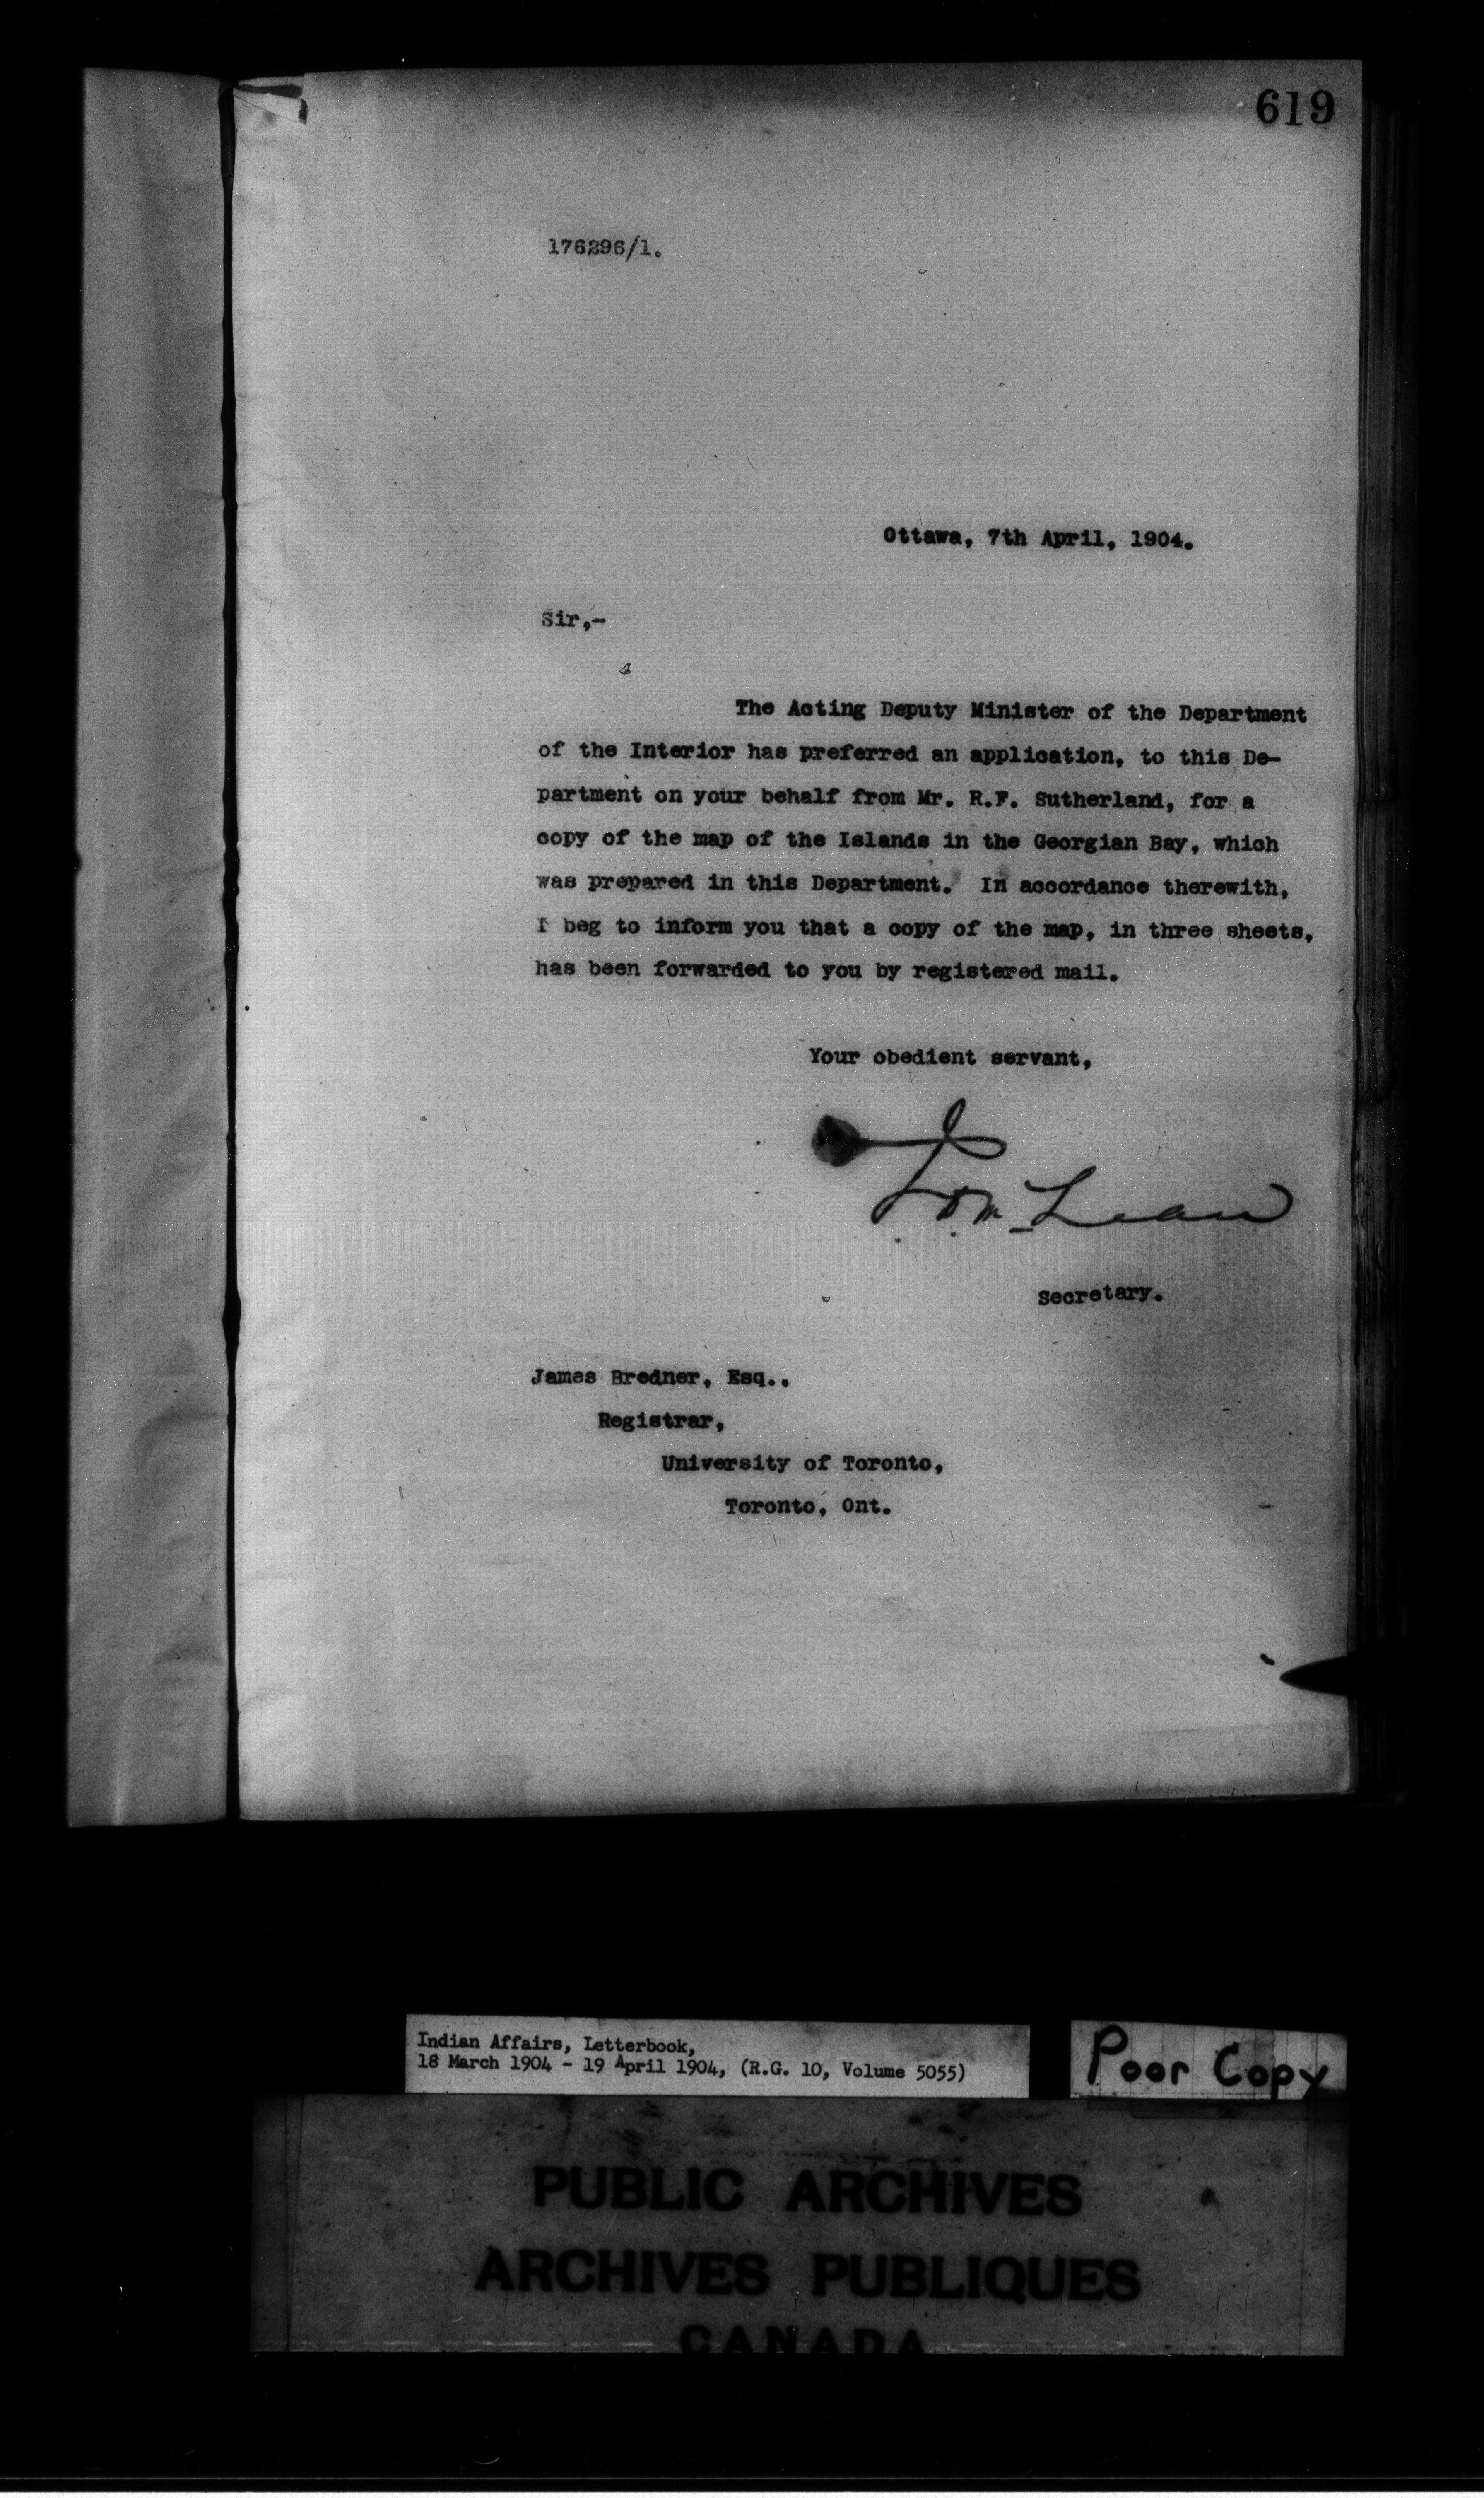 619
176296/1.
Ottawa, 7th April, 1904.
Sir,-
The Acting Deputy Minister of the Department
of the Interior has preferred an application, to this De-
partment on your behalf from Mr. R.F. Sutherland, for a
copy of the map of the Islands in the Georgian Bay, which
was prepared in this Department. In accordance therewith,
I beg to inform you that a copy of the map, in three sheets,
has been forwarded to you by registered mail.
Your obedient servant,
Lean
Secretary.
James Bredner, Esq..
Registrar,
University of Toronto,
Toronto, Ont.
Indian Affairs, Letterbook,
18 March 1904 - 19 April 1904, (R.G. 10, Volume 5055)
Poor Copy
PUBLIC ARCHIVES
ARCHIVES PUBLIQUES
CANADA